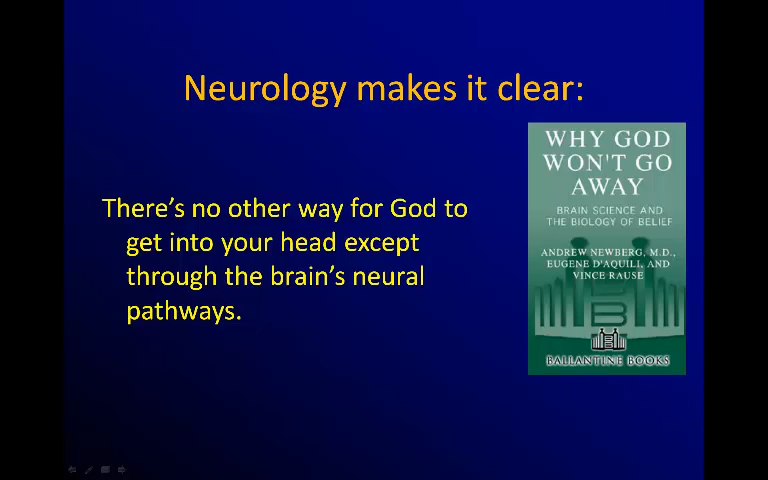 Neurology makes it clear:
There's no other way for God to
get into your head except
through the brain's neural
pathways.
WHY GOD
WON'T GO
AWAY
BRAIN SCIENCE AND
THE BIOLOGY OF BELIEF
ANDREW NEWBERG, M.D.,
EUGENE D'AQUILI, AND
VINCE RAUSE
BALLANTINE BOOKS